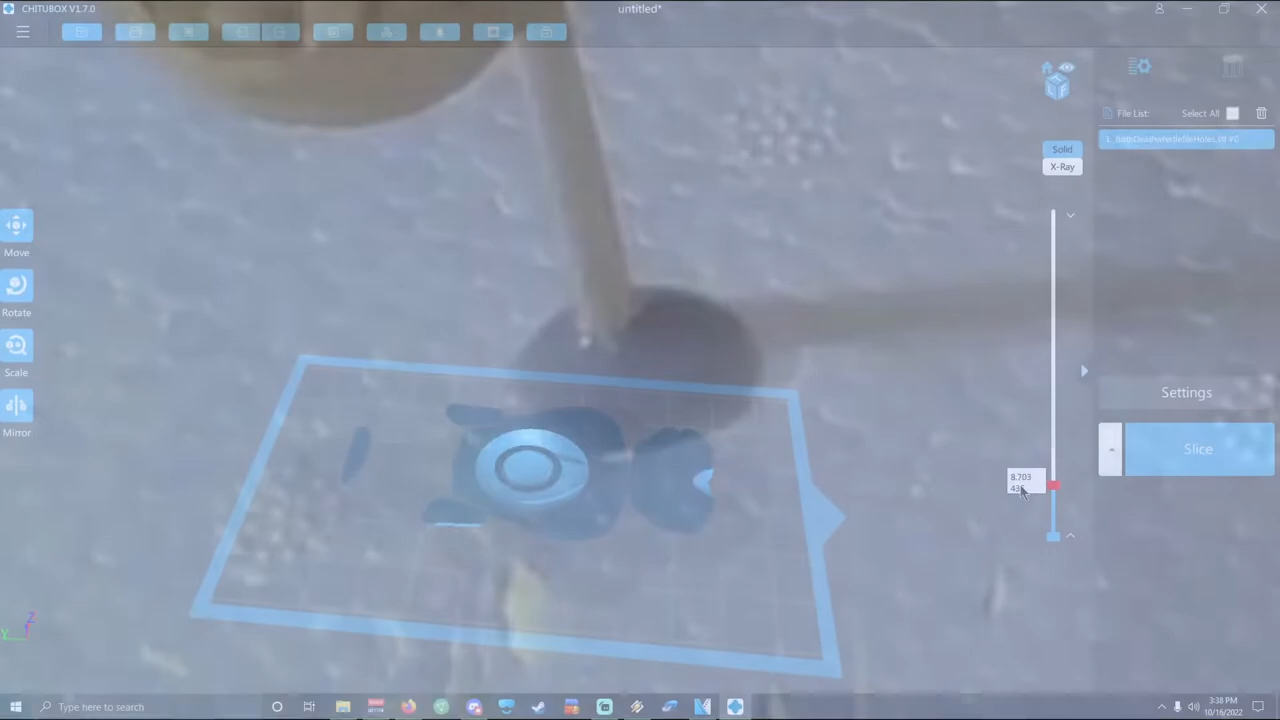 CHITUBOX V1.7.0
untitled*
File List:
Select All
Solid
X-Ray
Move
Rotate
Scale
Mirror
Settings
Slice
8.703
Z
Y
Type here to search
3:38 PM
10/16/2022